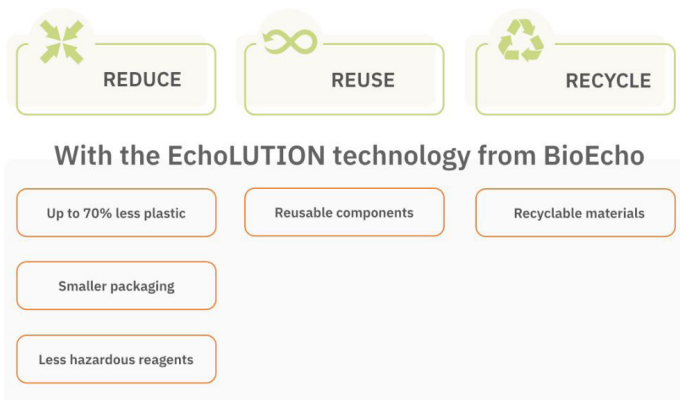 REDUCE
REUSE
RECYCLE
With the EchoLUTION technology from BioEcho
Up to 70% less plastic
Reusable components
Recyclable materials
Smaller packaging
Less hazardous reagents